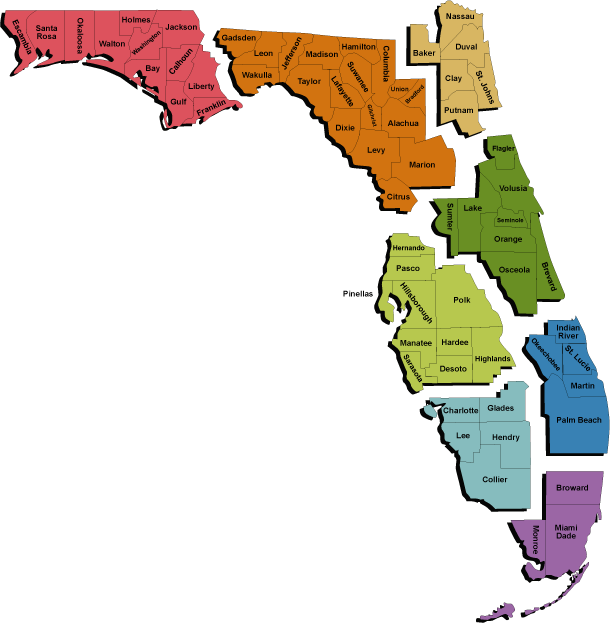 Escambia
Santa
Rosa
Okaloosa
Walton
Holmes
Washington
Jackson
Bay
Calhoun
Gulf
Liberty
Franklin
Gadsden
Leon
Wakulla
Jefferson
Madison
Taylor
Hamilton
Suwanee
Lafayette
Columbia
Dixie
Gilchrist
Union
Bradford
Alachua
Levy
Marion
Citrus
Nassau
Baker
Duval
Clay
St. Johns
Putnam
Flagler
Volusia
Sumter
Lake
Seminole
Orange
Osceola
Brevard
Hernando
Pasco
Pinellas
Hillsborough
Polk
Manatee
Hardee
Sarasota
Desoto
Highlands
Indian
River
Okeechobee
St. Lucie
Martin
Palm Beach
Charlotte
Glades
Lee
Hendry
Collier
Broward
Monroe
Miami
Dade